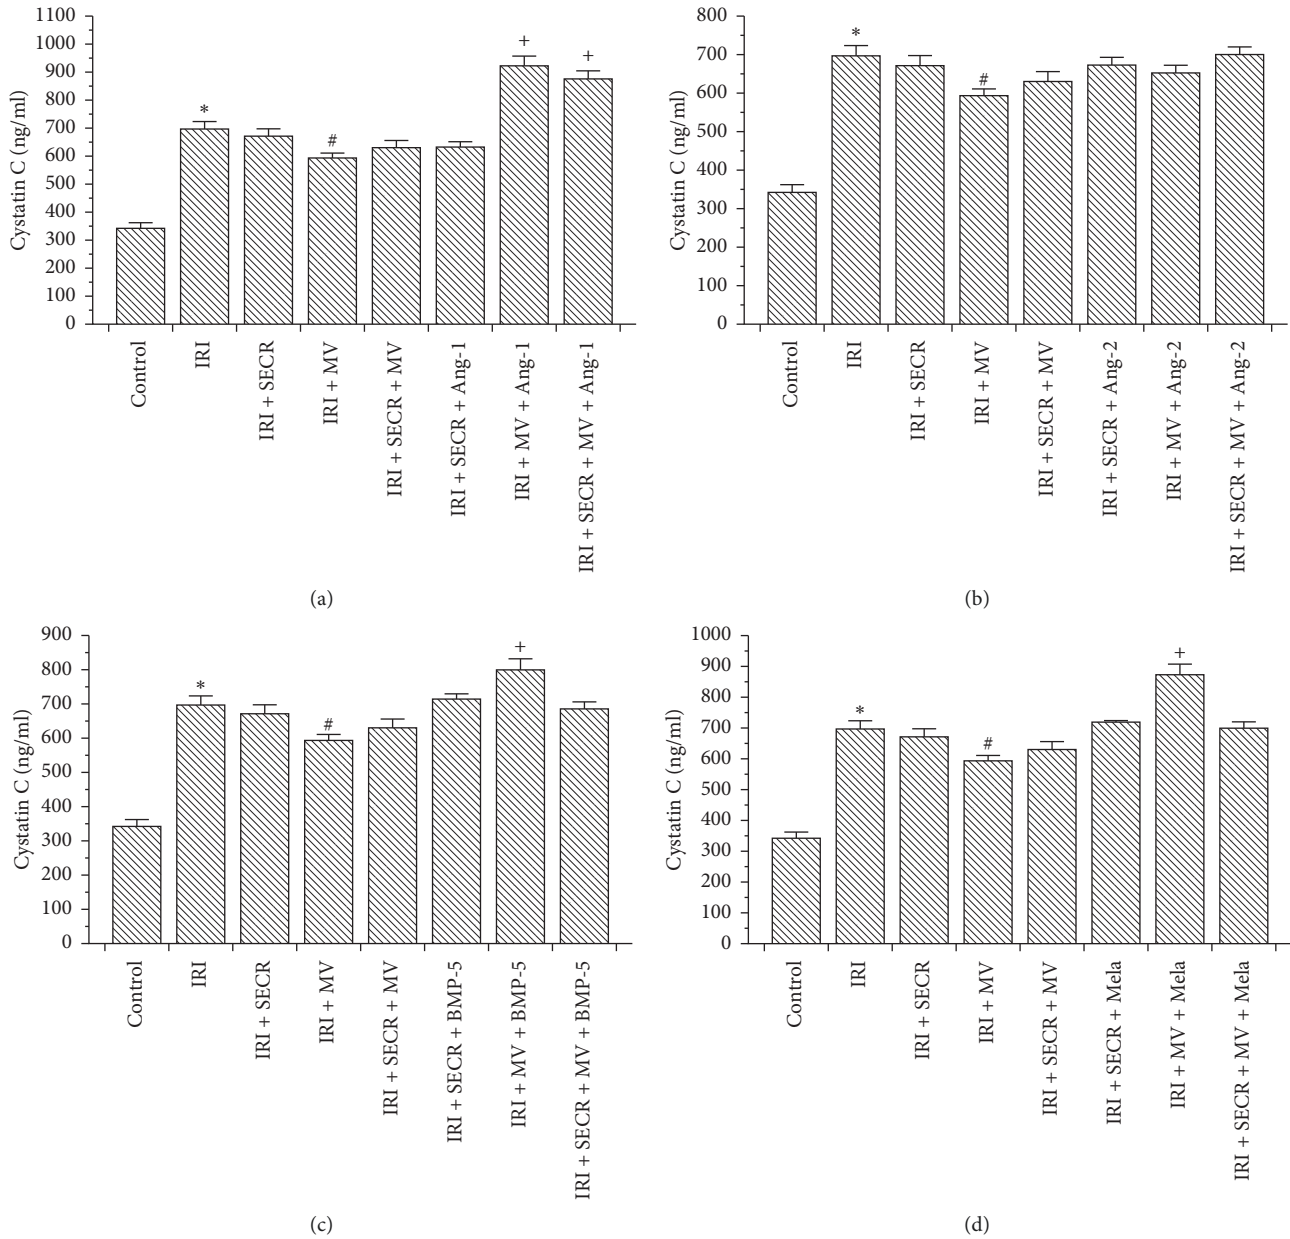 Cystatin C (ng/ml)
1100
1000
900
800
700
600
500
400
300
200
100
0
*
#
+
+
Control
IRI
IRI + SECR
IRI + MV
IRI + SECR + MV
IRI + SECR + Ang-1
IRI + MV + Ang-1
IRI + SECR + MV + Ang-1
(a)
Cystatin C (ng/ml)
800
700
600
500
400
300
200
100
0
*
#
Control
IRI
IRI + SECR
IRI + MV
IRI + SECR + MV
IRI + SECR + Ang-2
IRI + MV + Ang-2
IRI + SECR + MV + Ang-2
(b)
Cystatin C (ng/ml)
900
800
700
600
500
400
300
200
100
0
*
#
+
Control
IRI
IRI + SECR
IRI + MV
IRI + SECR + MV
IRI + SECR + BMP-5
IRI + MV + BMP-5
IRI + SECR + MV + BMP-5
(c)
Cystatin C (ng/ml)
1000
900
800
700
600
500
400
300
200
100
0
*
#
+
Control
IRI
IRI + SECR
IRI + MV
IRI + SECR + MV
IRI + SECR + Mela
IRI + MV + Mela
IRI + SECR + MV + Mela
(d)